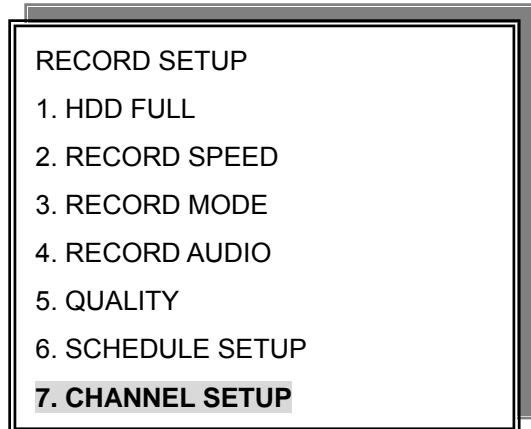 RECORD SETUP
1. HDD FULL
2. RECORD SPEED
3. RECORD MODE
4. RECORD AUDIO
5. QUALITY
6. SCHEDULE SETUP
7. CHANNEL SETUP